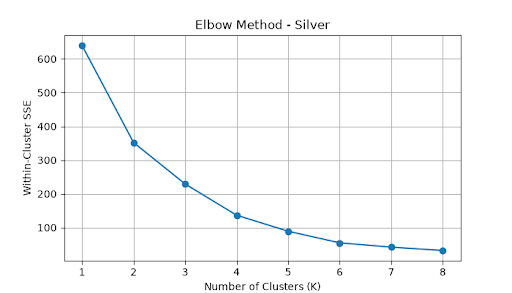 Elbow Method - Silver
600
500
400
300
200
100
Within-Cluster SSE
1 2 3 4 5 6 7 8
Number of Clusters (K)